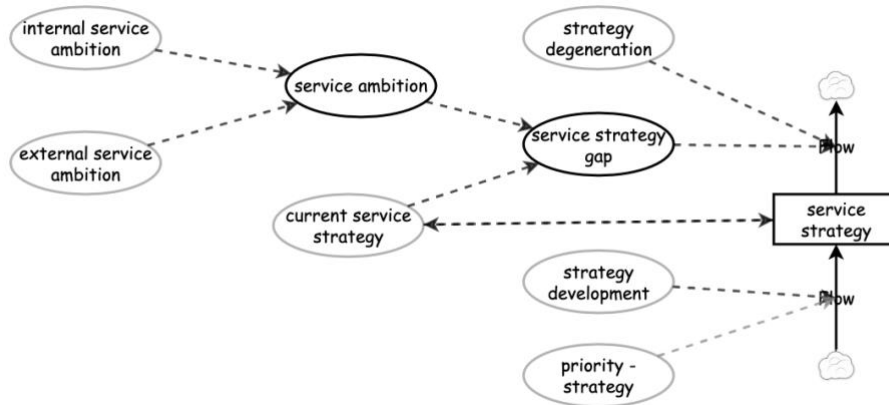 internal service
ambition
strategy
degeneration
service ambition
external service
ambition
service strategy
gap
Flow
current service
strategy
service
strategy
strategy
development
Flow
priority -
strategy